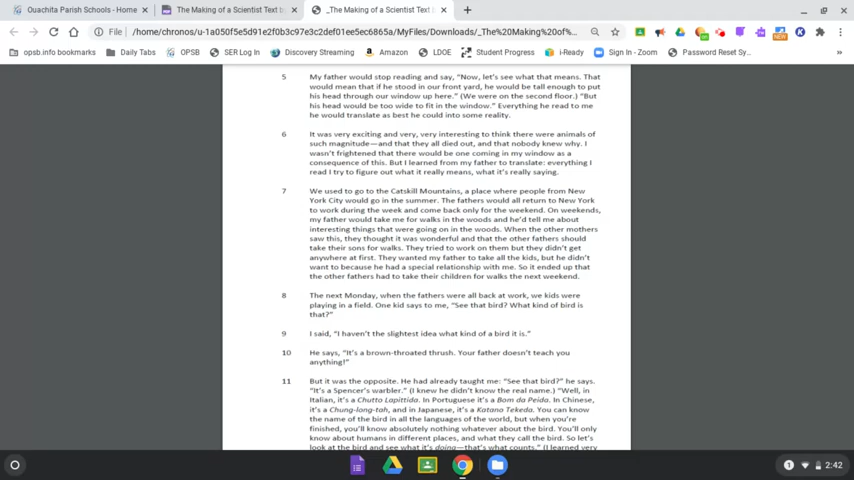 Ouachita Parish Schools - Home
The Making of a Scientist Text b
_The Making of a Scientist Text
File
/home/chronos/u-1a050f5e5d91e2f0b3c97e3c2def01ee5ec6865a/MyFiles/Downloads/_The%20Making%20of%...
opsb.info bookmarks
Daily Tabs
OPSB
SER Log In
Discovery Streaming
Amazon
LDOE
Student Progress
i-Ready
Sign In - Zoom
Password Reset Sy...
5 My father would stop reading and say, "Now, let's see what that means. That
would mean that if he stood in our front yard, he would be tall enough to put
his head through our window up here." (We were on the second floor.) "But
his head would be too wide to fit in the window." Everything he read to me
he would translate as best he could into some reality.
6 It was very exciting and very, very interesting to think there were animals of
such magnitude—and that they all died out, and that nobody knew why. I
wasn't frightened that there would be one coming in my window as a
consequence of this. But I learned from my father to translate: everything I
read I try to figure out what it really means, what it's really saying.
7 We used to go to the Catskill Mountains, a place where people from New
York City would go in the summer. The fathers would all return to New York
to work during the week and come back only for the weekend. On weekends,
my father would take me for walks in the woods and he'd tell me about
interesting things that were going on in the woods. When the other mothers
saw this, they thought it was wonderful and that the other fathers should
take their sons for walks. They tried to work on them but they didn't get
anywhere at first. They wanted my father to take all the kids, but he didn't
want to because he had a special relationship with me. So it ended up that
the other fathers had to take their children for walks the next weekend.
8 The next Monday, when the fathers were all back at work, we kids were
playing in a field. One kid says to me, "See that bird? What kind of bird is
that?"
9 I said, "I haven't the slightest idea what kind of a bird it is."
10 He says, "It's a brown-throated thrush. Your father doesn't teach you
anything!"
11 But it was the opposite. He had already taught me: "See that bird?" he says.
"It's a Spencer's warbler." (I knew he didn't know the real name.) "Well, in
Italian, it's a Chutto Lapittida. In Portuguese it's a Bom da Peida. In Chinese,
it's a Chung-long-tah, and in Japanese, it's a Katano Tekeda. You can know
the name of the bird in all the languages of the world, but when you're
finished, you'll know absolutely nothing whatever about the bird. You'll only
know about humans in different places, and what they call the bird. So let's
look at the bird and see what it's doing—that's what counts." (I learned very
1
2:42